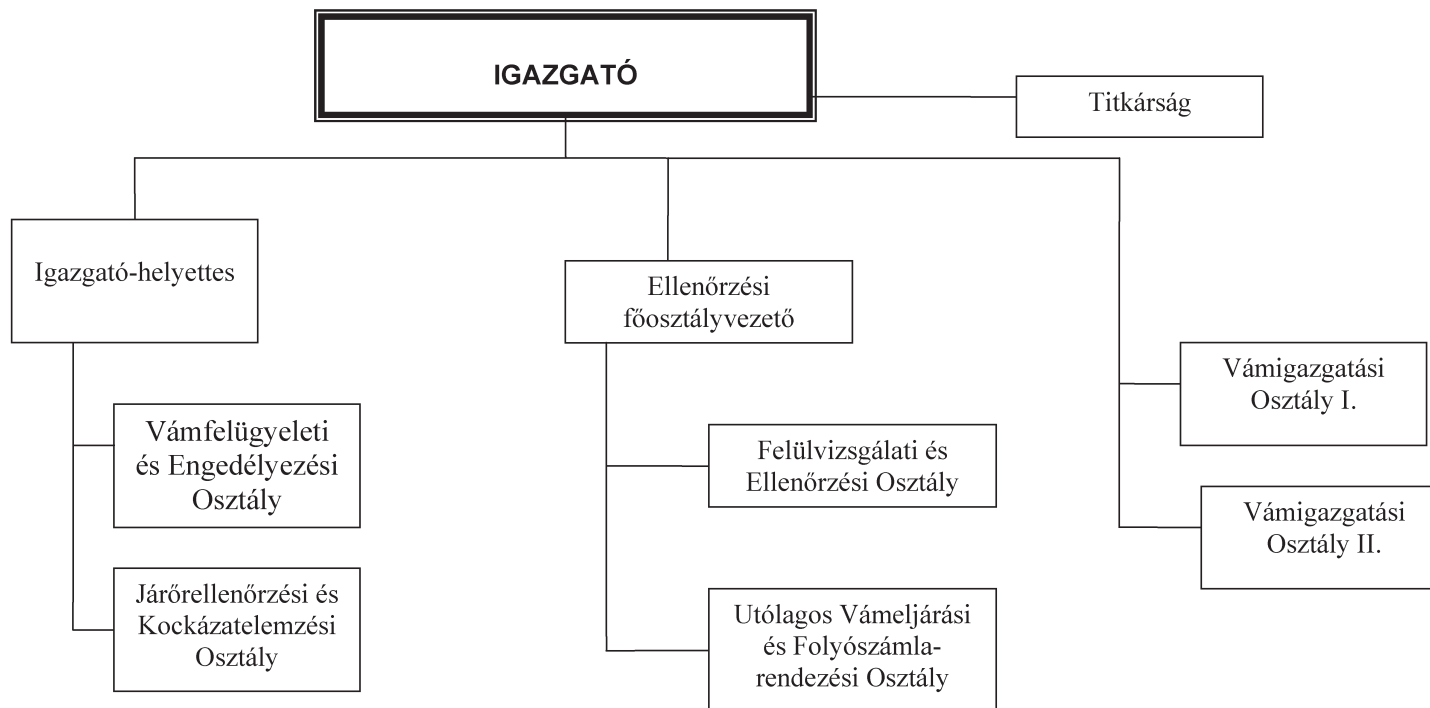 IGAZGATÓ
Titkárság
Igazgató-helyettes
Vámfelügyeleti
és Engedélyezési
Osztály
Járőrellenőrzési és
Kockázatelemzési
Osztály
Ellenőrzési
főosztályvezető
Felülvizsgálati és
Ellenőrzési Osztály
Utólagos Vámeljárási
és Folyószámla-
rendezési Osztály
Vámigazgatási
Osztály I.
Vámigazgatási
Osztály II.